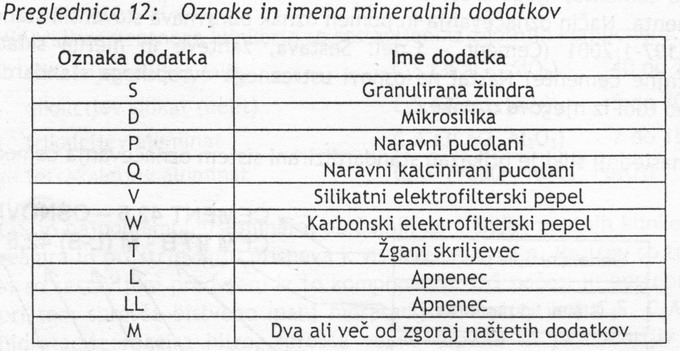 Preglednica 12: Oznake in imena mineralnih dodatkov
Oznaka dodatka Ime dodatka
S Granulirana žlindra
D Mikrosilika
P Naravni pucolani
Q Naravni kalcinirani pucolani
V Silikatni elektrofilterski pepel
W Karbonski elektrofilterski pepel
T Žgani skriljevec
L Apnenec
LL Apnenec
M Dva ali več od zgoraj naštetih dodatkov